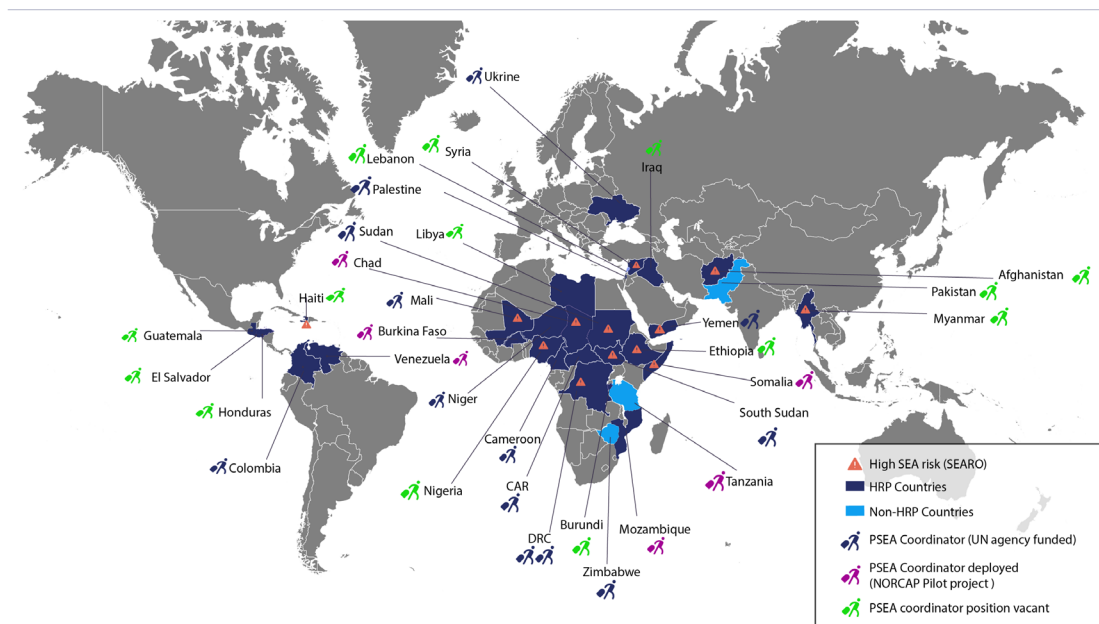 Ukrine
Syria
Lebanon
Iraq
Palestine
Sudan
Libya
Chad
Afghanistan
Pakistan
Haiti
Mali
Myanmar
Yemen
Guatemala
Burkina Faso
Ethiopia
Venezuela
El Salvador
Somalia
Niger
Honduras
South Sudan
Cameroon
Colombia
Tanzania
CAR
Nigeria
Burundi
Mozambique
DRC
Zimbabwe
High SEA risk (SEARO)
HRP Countries
Non-HRP Countries
PSEA Coordinator (UN agency funded)
PSEA Coordinator deployed
(NORCAP Pilot project )
PSEA coordinator position vacant